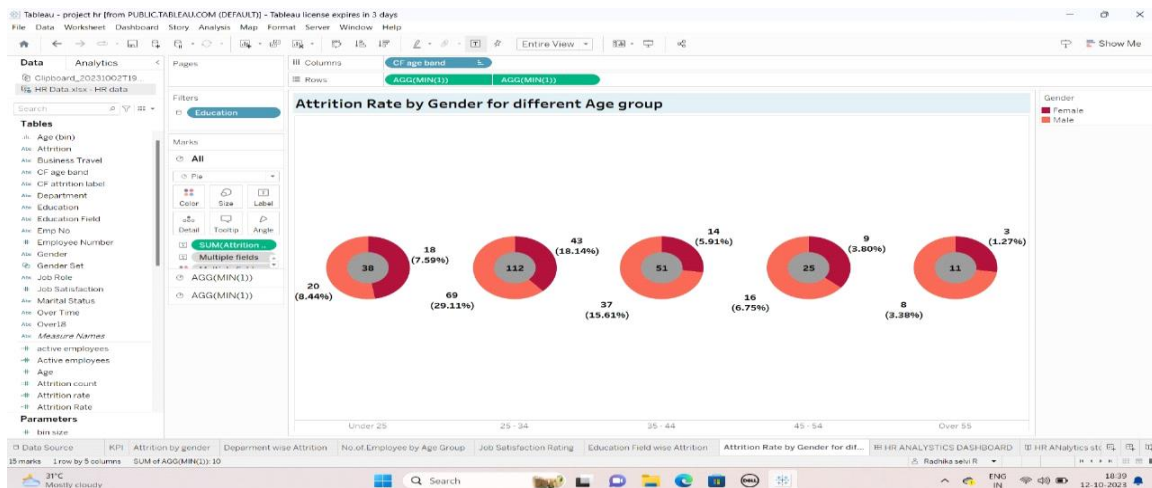 Tableau - project hr [from PUBLIC.TABLEAU.COM (DEFAULT)] - Tableau license expires in 3 days
File Data Worksheet Dashboard Story Analysis Map Format Server Window Help
Entire View
Show Me
Data Analytics
Pages
Columns CF age band
Clipboard_20231002T19...
Rows AGG(MIN(1)) AGG(MIN(1))
HR Data.xlsx - HR data
Search
Filters
Education
Attrition Rate by Gender for different Age group
Gender
Female
Male
Tables
Age (bin)
Attrition
Business Travel
CF age band
CF attrition label
Department
Education
Education Field
Emp No
Employee Number
Gender
Gender Set
Job Role
Job Satisfaction
Marital Status
Over Time
Over18
Measure Names
active employees
Active employees
Age
Attrition count
Attrition rate
Attrition Rate
Parameters
bin size
Marks
All
Pie
Color Size Label
Detail Tooltip Angle
SUM(Attrition ..
Multiple fields
AGG(MIN(1))
AGG(MIN(1))
38
18
(7.59%)
20
(8.44%)
112
43
(18.14%)
69
(29.11%)
51
14
(5.91%)
37
(15.61%)
25
9
(3.80%)
16
(6.75%)
11
3
(1.27%)
8
(3.38%)
Under 25 25 - 34 35 - 44 45 - 54 Over 55
Data Source KPI Attrition by gender Deparment wise Attrition No.of.Employee by Age Group Job Satisfaction Rating Education Field wise Attrition Attrition Rate by Gender for dif... HR ANALYSTICS DASHBOARD HR ANalytics stc
15 marks 1 row by 5 columns SUM of AGG(MIN(1)): 10
Radhika selvi R
31°C
Mostly cloudy
Search
DELL
ENG
IN
18:39
12-10-2023